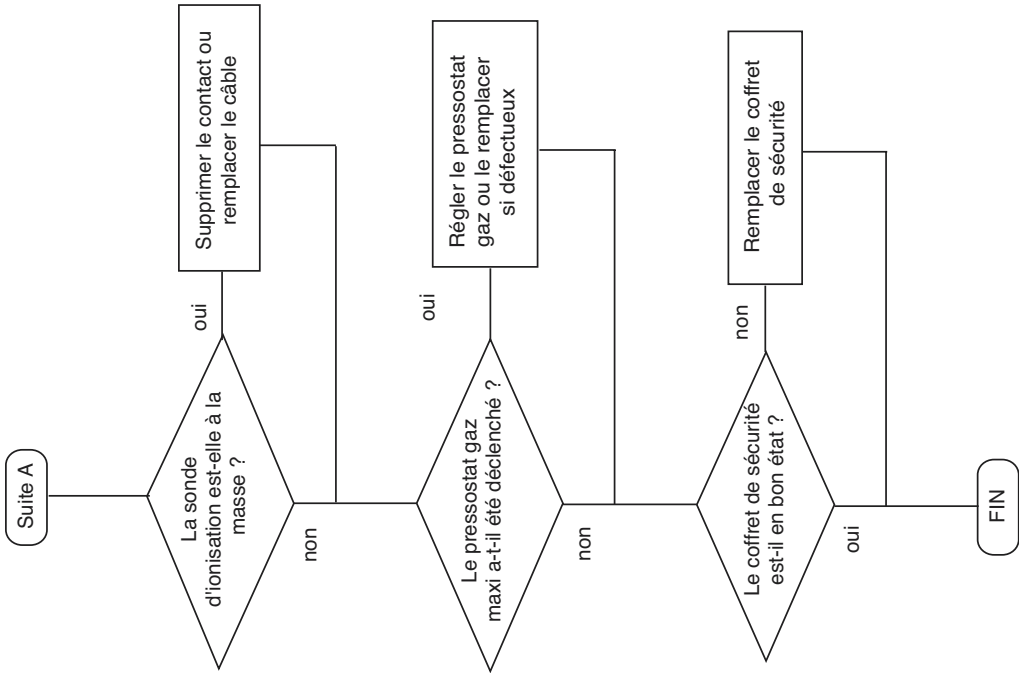 Suite A
La sonde
d'ionisation est-elle à la
masse ?
oui
Supprimer le contact ou
remplacer le câble
non
Le pressostat gaz
maxi a-t-il été déclenché ?
oui
Régler le pressostat
gaz ou le remplacer
si défectueux
non
Le coffret de sécurité
est-il en bon état ?
non
Remplacer le coffret
de sécurité
oui
FIN